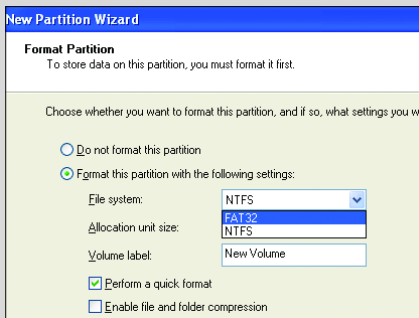 New Partition Wizard
Format Partition
To store data on this partition, you must format it first.
Choose whether you want to format this partition, and if so, what settings you w
Do not format this partition
Format this partition with the following settings:
File system: NTFS
FAT32
Allocation unit size: NTFS
Volume label: New Volume
Perform a quick format
Enable file and folder compression